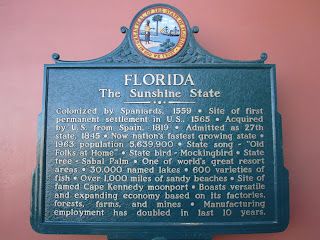 FLORIDA
The Sunshine State
Colonized by Spaniards, 1559 • Site of first
permanent settlement in U.S., 1565 • Acquired
by U.S. from Spain, 1819 • Admitted as 27th
state, 1845 • Now nation's fastest growing state •
1963 population 5,639,900 • State song - "Old
Folks at Home" • State bird - Mockingbird • State
tree - Sabal Palm • One of world's great resort
areas • 30,000 named lakes • 600 varieties of
fish • Over 1,000 miles of sandy beaches • Site of
famed Cape Kennedy moonport • Boasts versatile
and expanding economy based on its factories,
forests, farms, and mines • Manufacturing
employment has doubled in last 10 years.